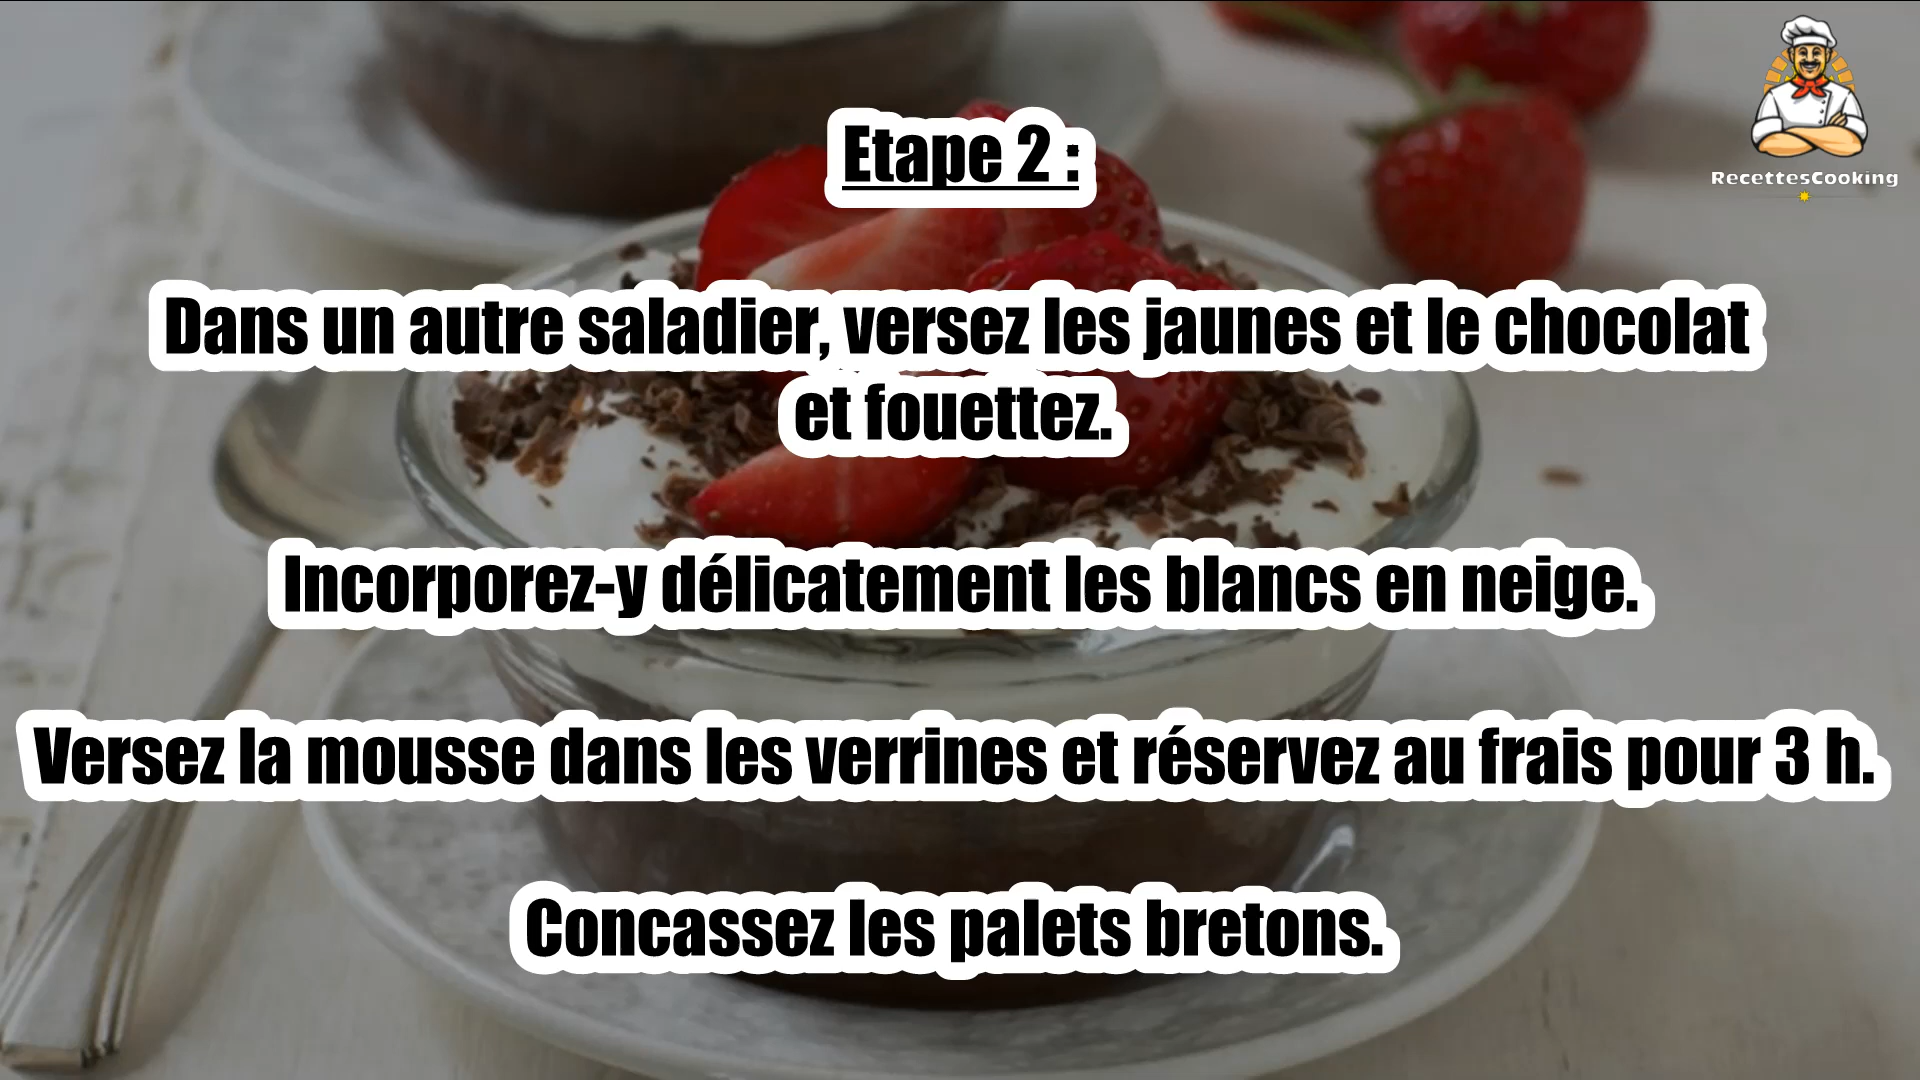 RecettesCooking
Etape 2 :
Dans un autre saladier, versez les jaunes et le chocolat
et fouettez.
Incorporez-y délicatement les blancs en neige.
Versez la mousse dans les verrines et réservez au frais pour 3 h.
Concassez les palets bretons.